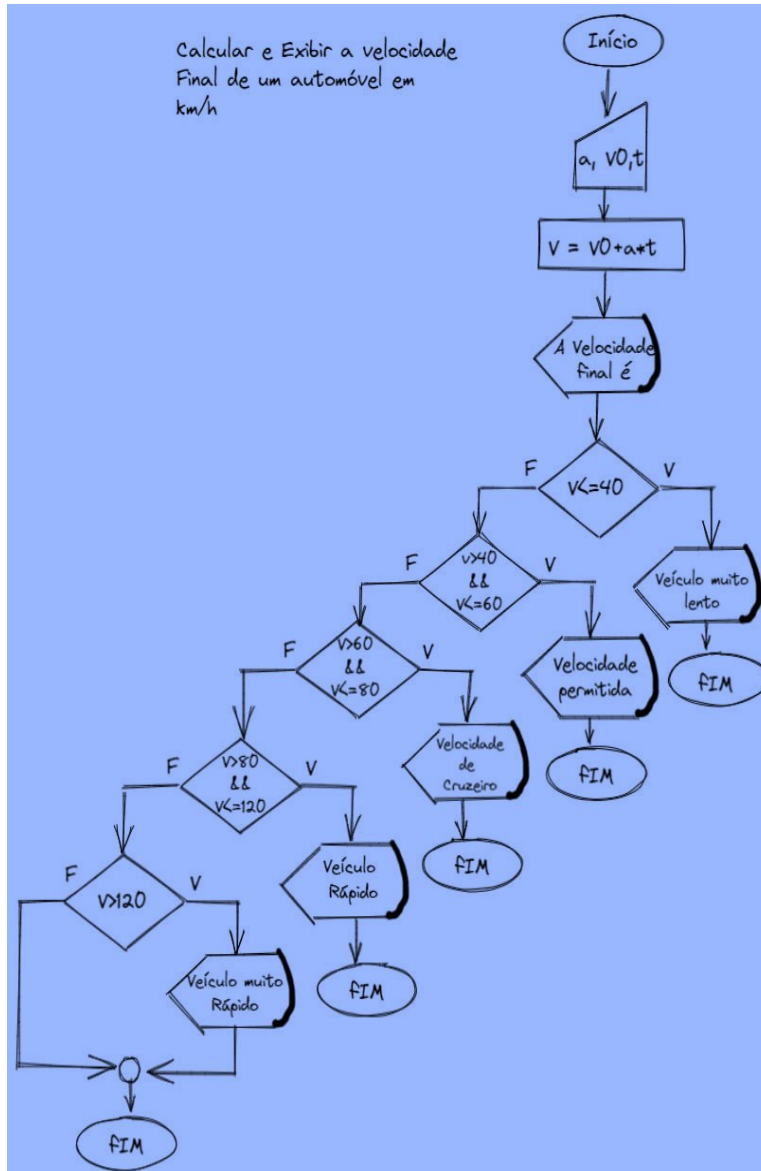 Calcular e Exibir a velocidade
Final de um automóvel em
km/h
Início
a, V0,t
V = V0+a*t
A Velocidade
final é
F
V
V<=40
Veículo muito
lento
fIM
F
V
v>40
&&
V<=60
Velocidade
permitida
fIM
F
V
V>60
&&
V<=80
Velocidade
de
Cruzeiro
fIM
F
V
V>80
&&
V<=120
Veículo
Rápido
fIM
F
V
V>120
Veículo muito
Rápido
fIM